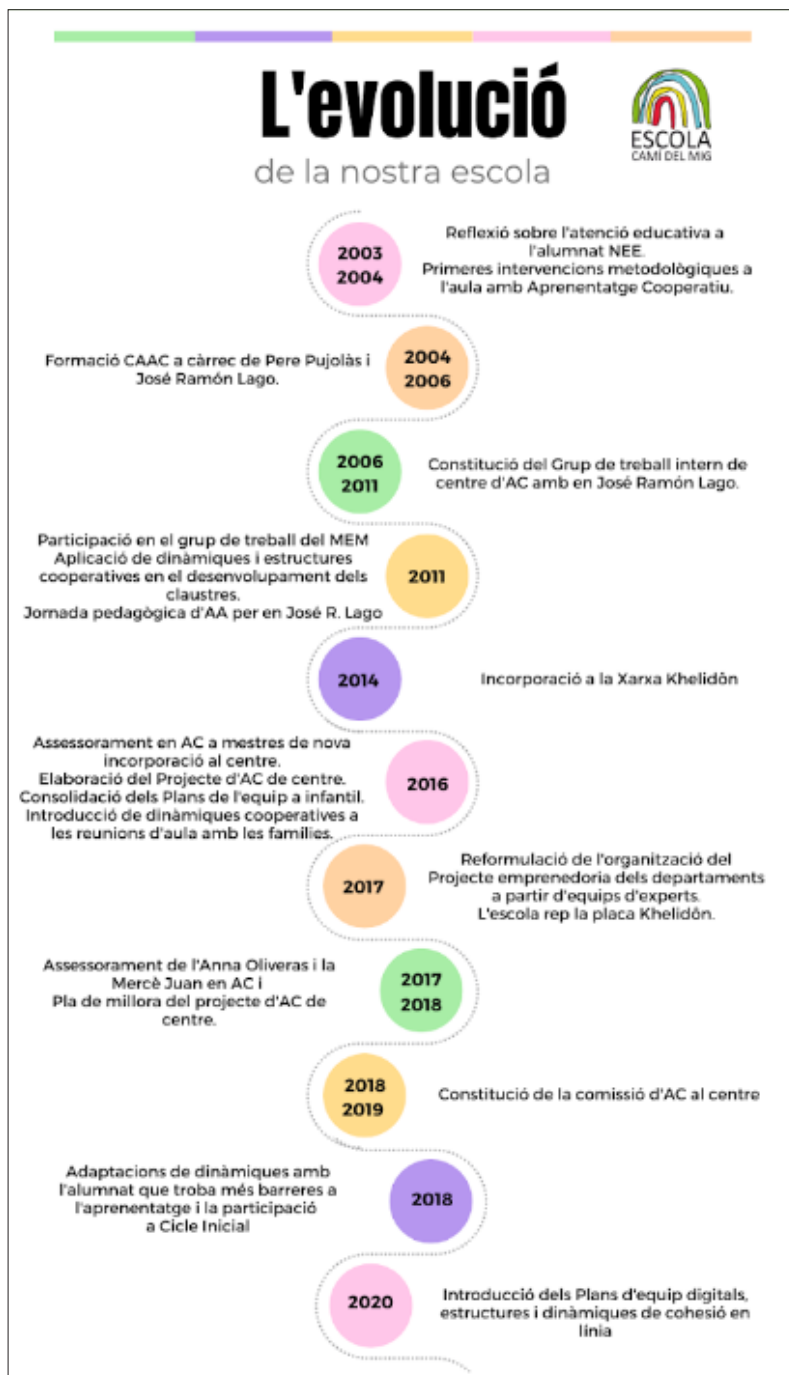 L'evolució
de la nostra escola
ESCOLA
CAMÍ DEL MIG
2003
2004
Reflexió sobre l'atenció educativa a
l'alumnat NEE.
Primeres intervencions metodològiques a
l'aula amb Aprenentatge Cooperatiu.
Formació CAAC a càrrec de Pere Pujolàs i
José Ramón Lago.
2004
2006
2006
2011
Constitució del Grup de treball intern de
centre d'AC amb en José Ramón Lago.
Participació en el grup de treball del MEM
Aplicació de dinàmiques i estructures
cooperatives en el desenvolupament dels
claustres.
Jornada pedagògica d'AA per en José R. Lago
2011
2014
Incorporació a la Xarxa Khelidôn
Assessorament en AC a mestres de nova
incorporació al centre.
Elaboració del Projecte d'AC de centre.
Consolidació dels Plans de l'equip a infantil.
Introducció de dinàmiques cooperatives a
les reunions d'aula amb les famílies.
2016
2017
Reformulació de l'organització del
Projecte emprenedoria dels departaments
a partir d'equips d'experts.
L'escola rep la placa Khelidôn.
Assessorament de l'Anna Oliveras i la
Mercè Juan en AC i
Pla de millora del projecte d'AC de
centre.
2017
2018
2018
2019
Constitució de la comissió d'AC al centre
Adaptacions de dinàmiques amb
l'alumnat que troba més barreres a
l'aprenentatge i la participació
a Cicle Inicial
2018
2020
Introducció dels Plans d'equip digitals,
estructures i dinàmiques de cohesió en
línia